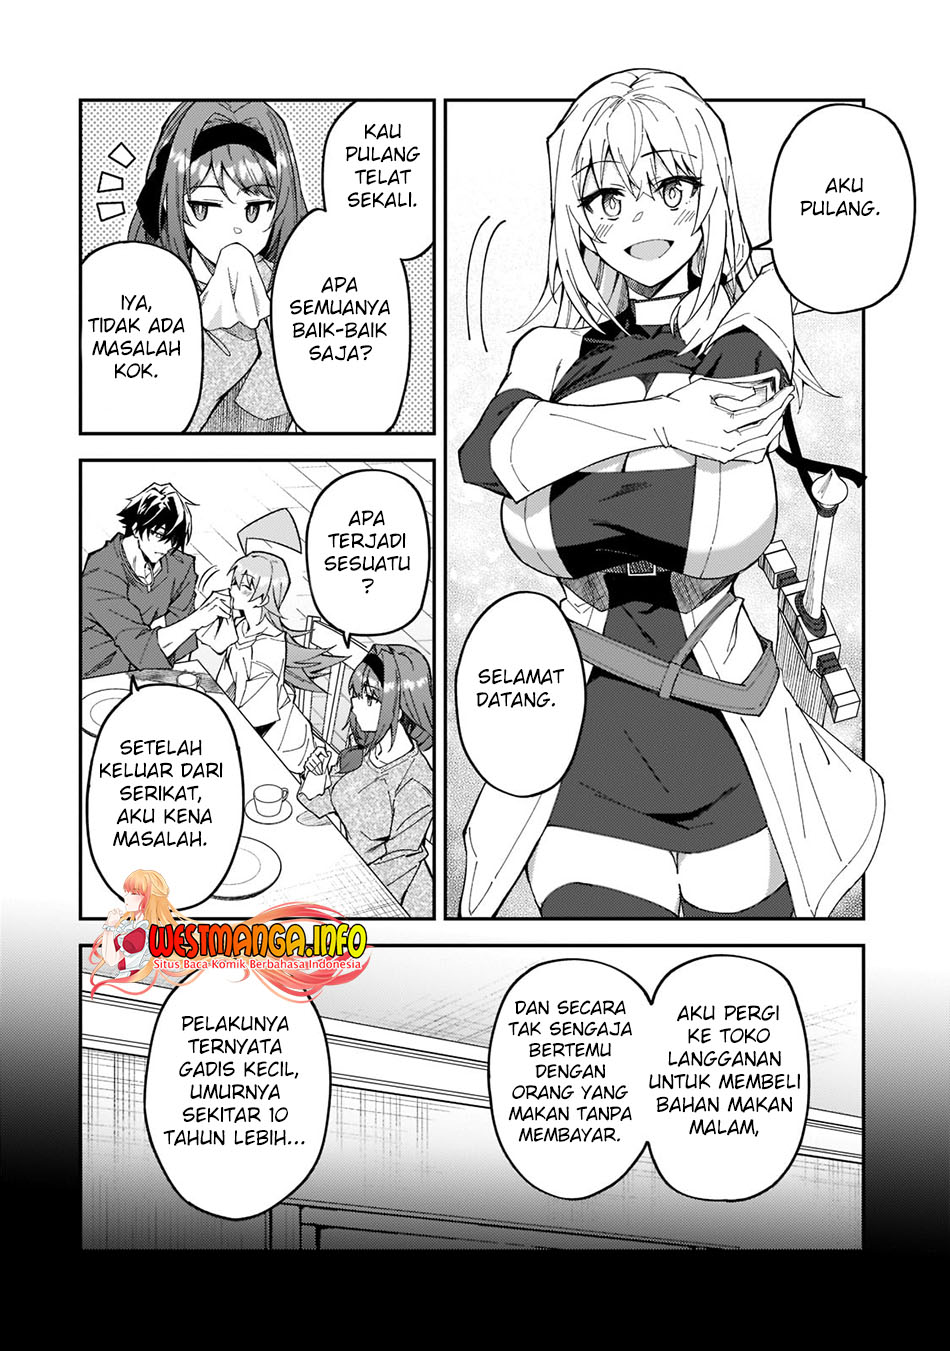 AKU
PULANG.
SELAMAT
DATANG.
KAU
PULANG
TELAT
SEKALI.
APA
SEMUANYA
BAIK-BAIK
SAJA?
IYA,
TIDAK ADA
MASALAH
KOK.
APA
TERJADI
SESUATU
?
SETELAH
KELUAR DARI
SERIKAT,
AKU KENA
MASALAH.
WESTMANGA.INFO
Situs Baca Komik Berbahasa Indonesia
AKU PERGI
KE TOKO
LANGGANAN
UNTUK MEMBELI
BAHAN MAKAN
MALAM,
DAN SECARA
TAK SENGAJA
BERTEMU
DENGAN
ORANG YANG
MAKAN TANPA
MEMBAYAR.
PELAKUNYA
TERNYATA
GADIS KECIL,
UMURNYA
SEKITAR 10
TAHUN LEBIH...